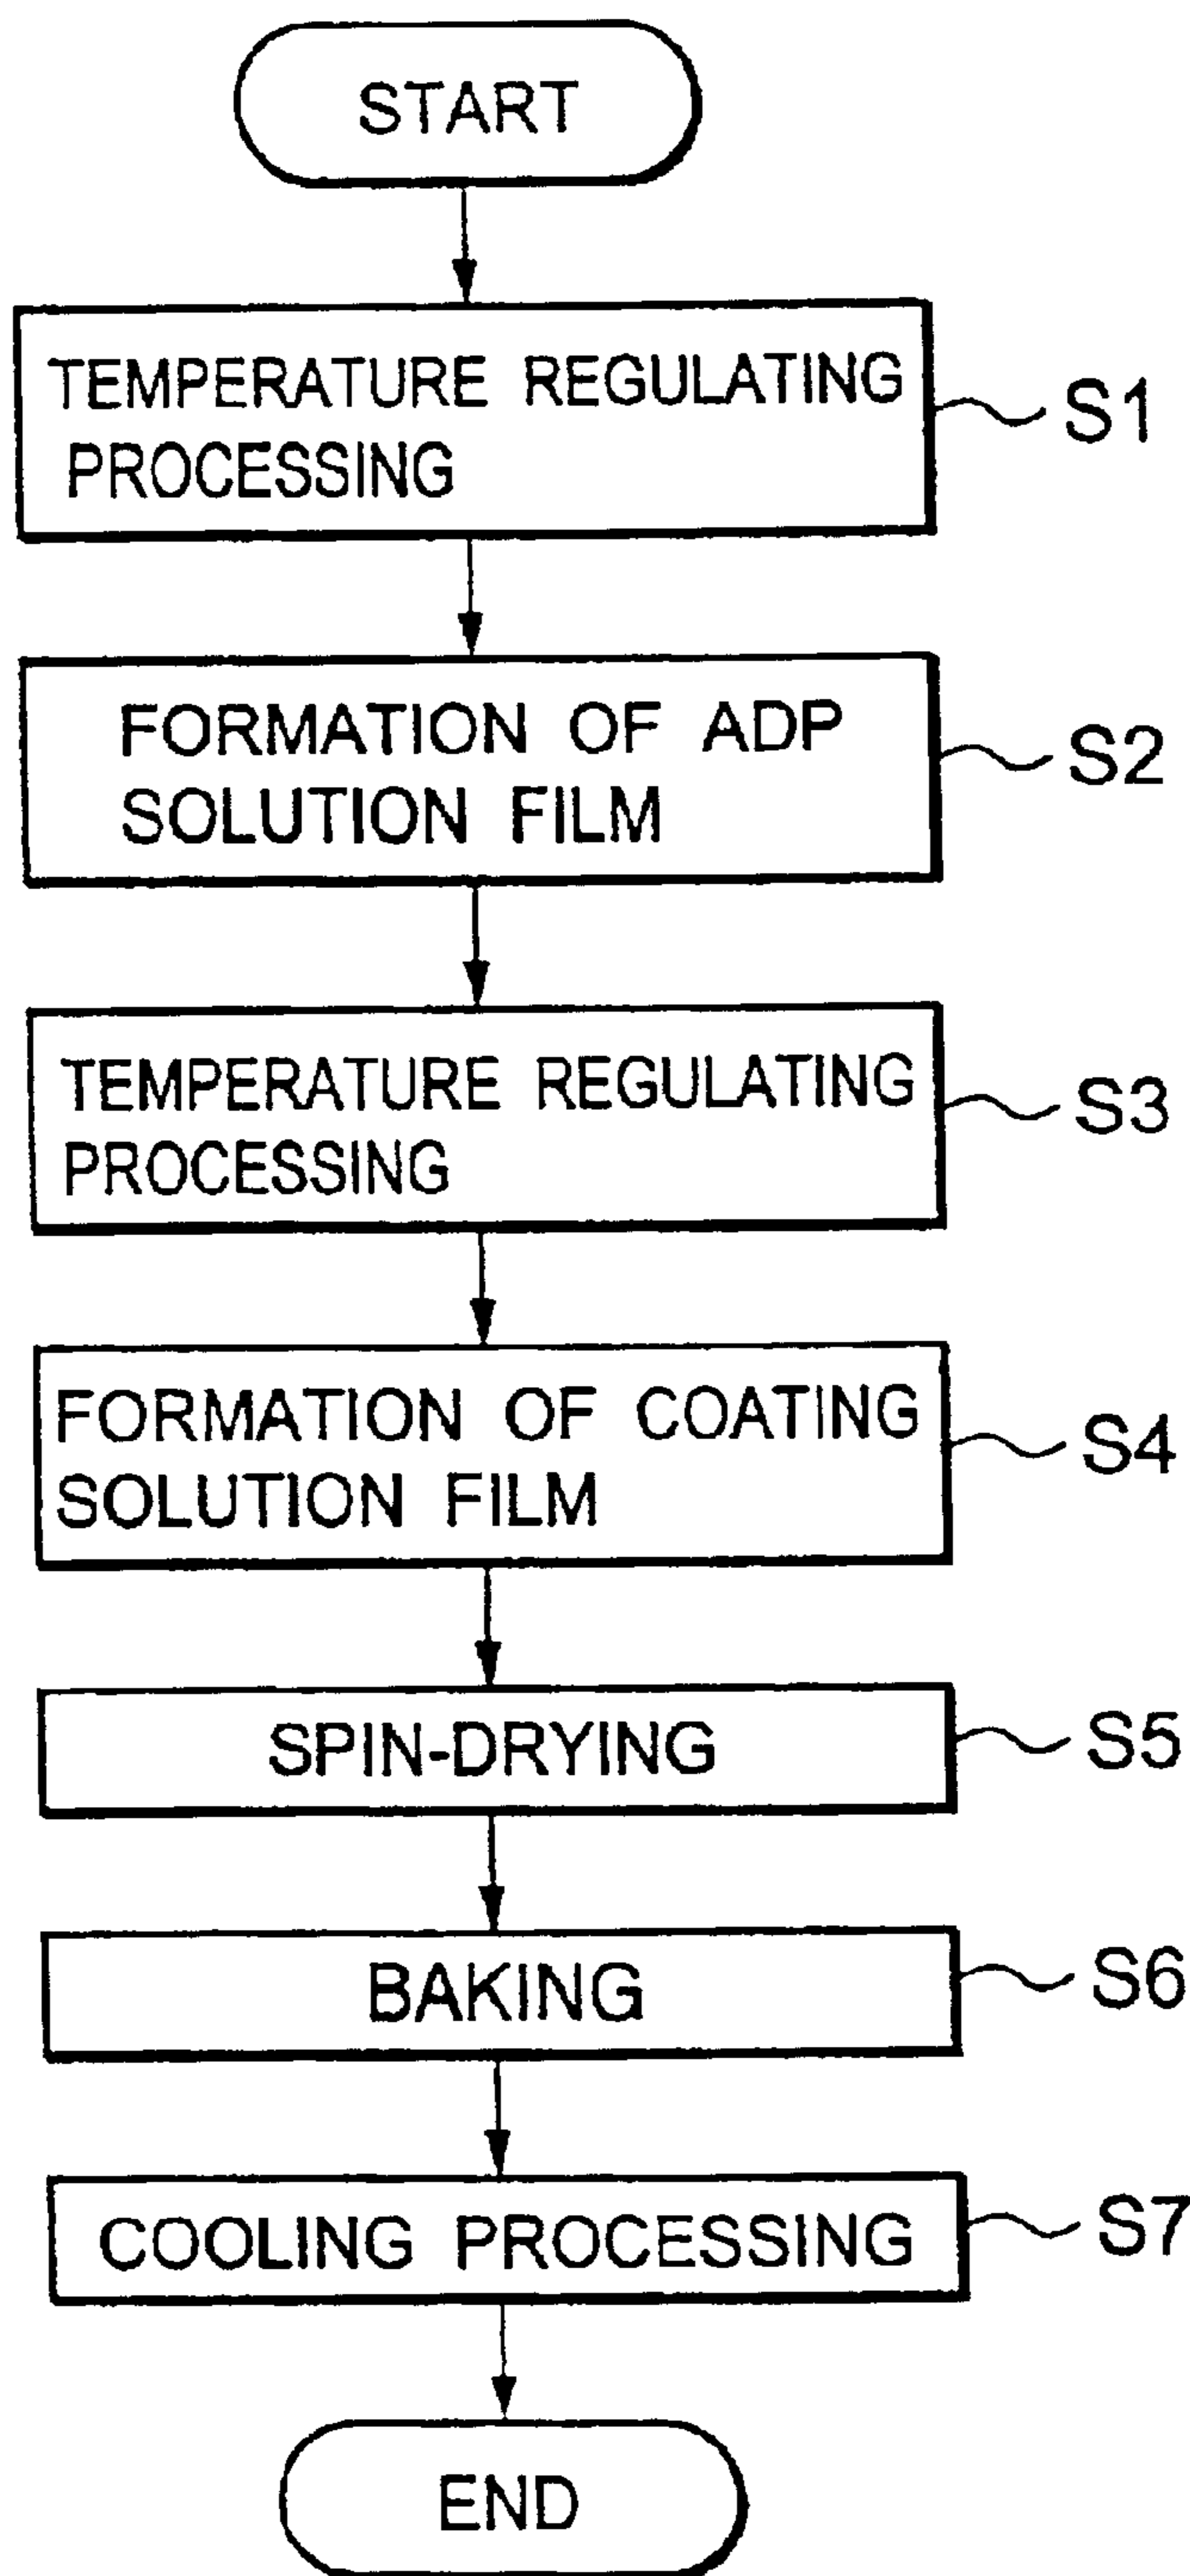 START
TEMPERATURE REGULATING
PROCESSING
S1
FORMATION OF ADP
SOLUTION FILM
S2
TEMPERATURE REGULATING
PROCESSING
S3
FORMATION OF COATING
SOLUTION FILM
S4
SPIN-DRYING
S5
BAKING
S6
COOLING PROCESSING
S7
END